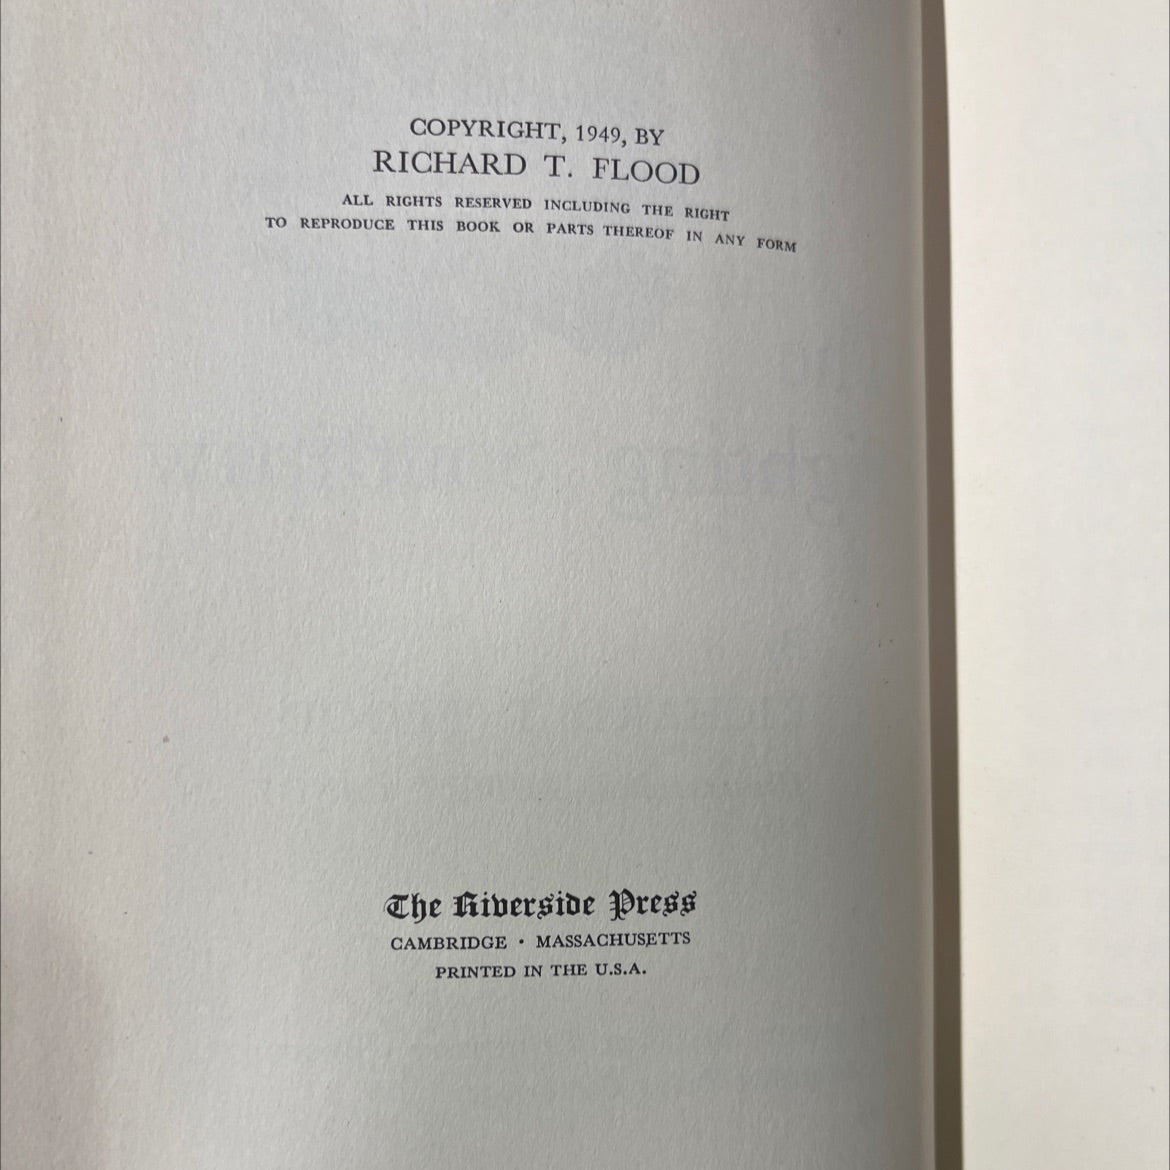 COPYRIGHT, 1949, BY
RICHARD T. FLOOD
ALL RIGHTS RESERVED INCLUDING THE RIGHT
TO REPRODUCE THIS BOOK OR PARTS THEREOF IN ANY FORM
The Riverside Press
CAMBRIDGE • MASSACHUSETTS
PRINTED IN THE U.S.A.